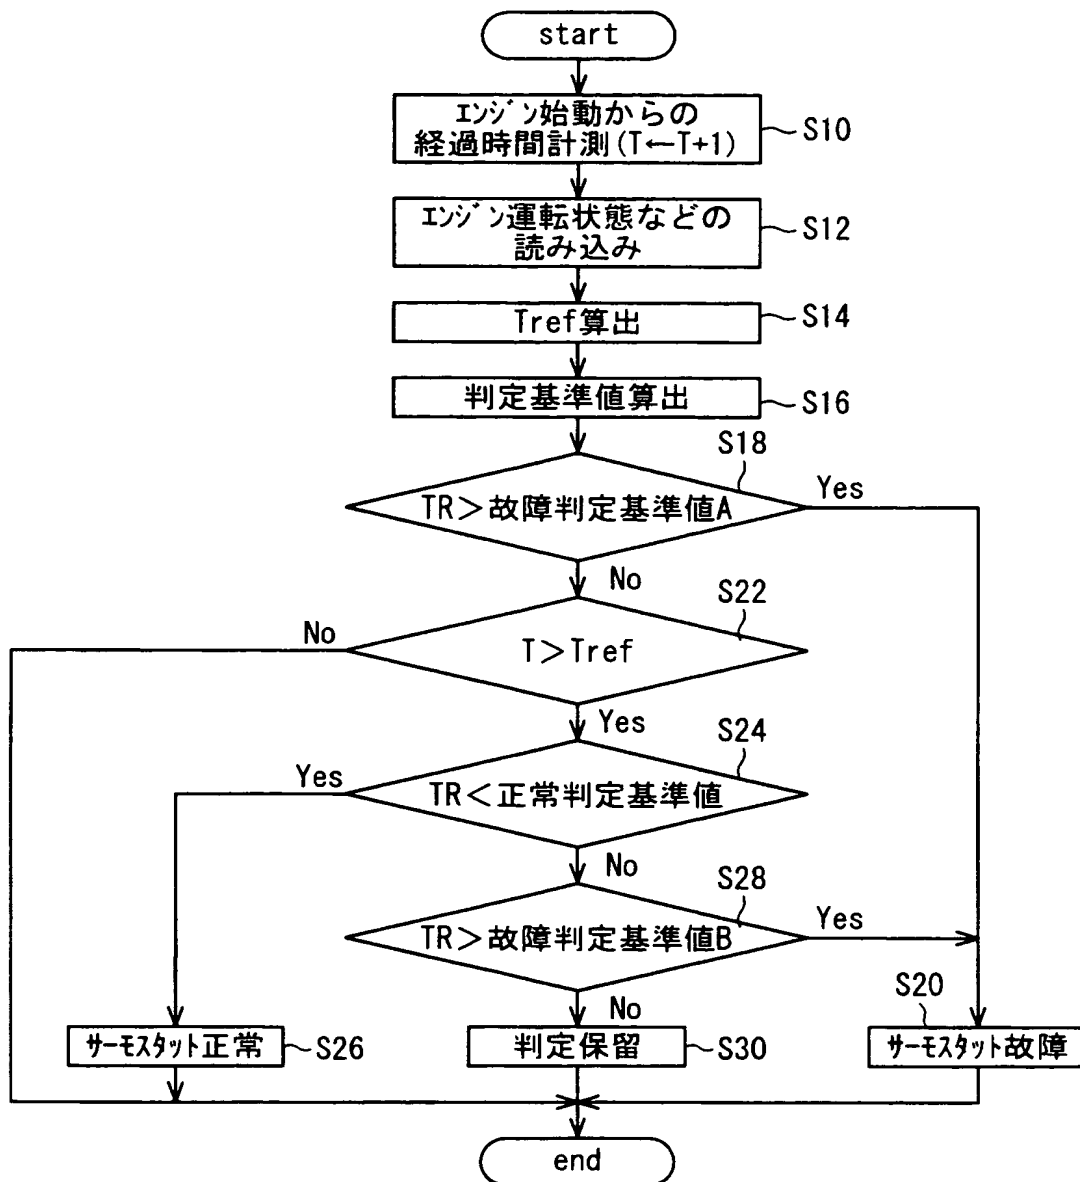 start
ｴﾝｼﾞﾝ始動からの
経過時間計測(T←T+1)
S10
ｴﾝｼﾞﾝ運転状態などの
読み込み
S12
Tref算出
S14
判定基準値算出
S16
S18
TR＞故障判定基準値A
Yes
No
S22
No
T＞Tref
Yes
S24
Yes
TR＜正常判定基準値
No
S28
TR＞故障判定基準値B
Yes
No
S20
ｻｰﾓｽﾀｯﾄ正常
S26
判定保留
S30
ｻｰﾓｽﾀｯﾄ故障
end